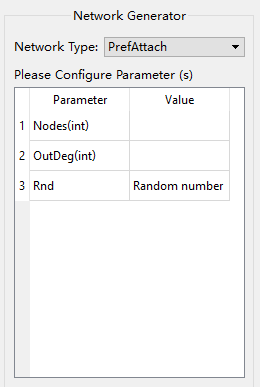 Network Generator
Network Type: PrefAttach
Please Configure Parameter (s)
Parameter Value
1 Nodes(int)
2 OutDeg(int)
3 Rnd Random number